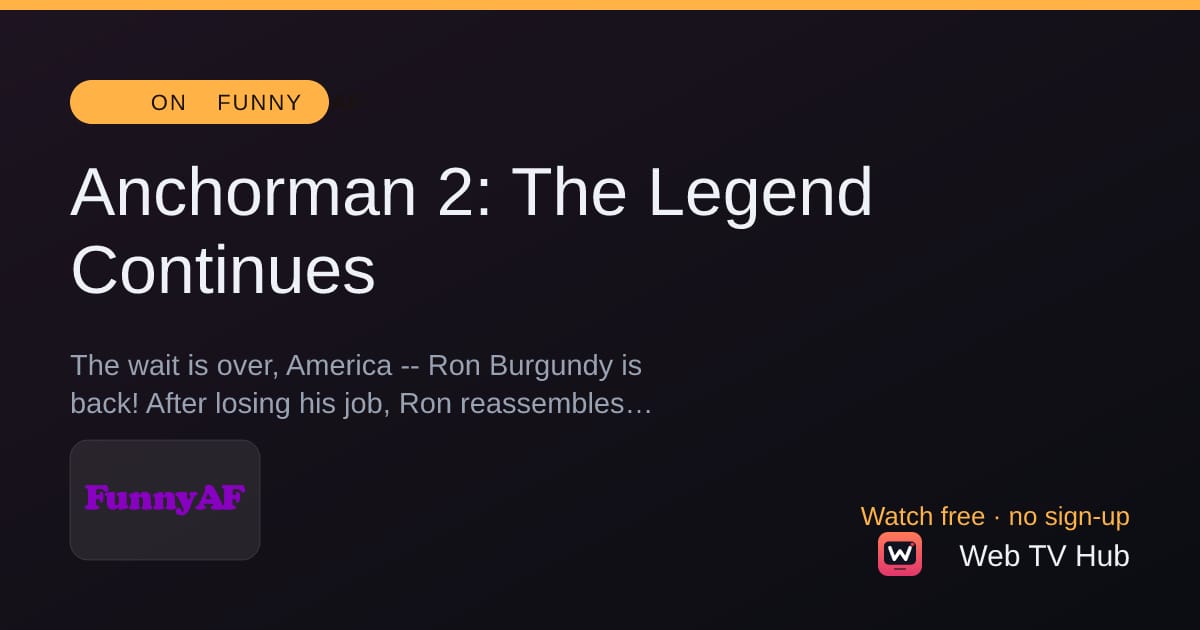 ON FUNNY
Anchorman 2: The Legend
Continues
The wait is over, America -- Ron Burgundy is
back! After losing his job, Ron reassembles…
FunnyAF
Watch free · no sign-up
Web TV Hub